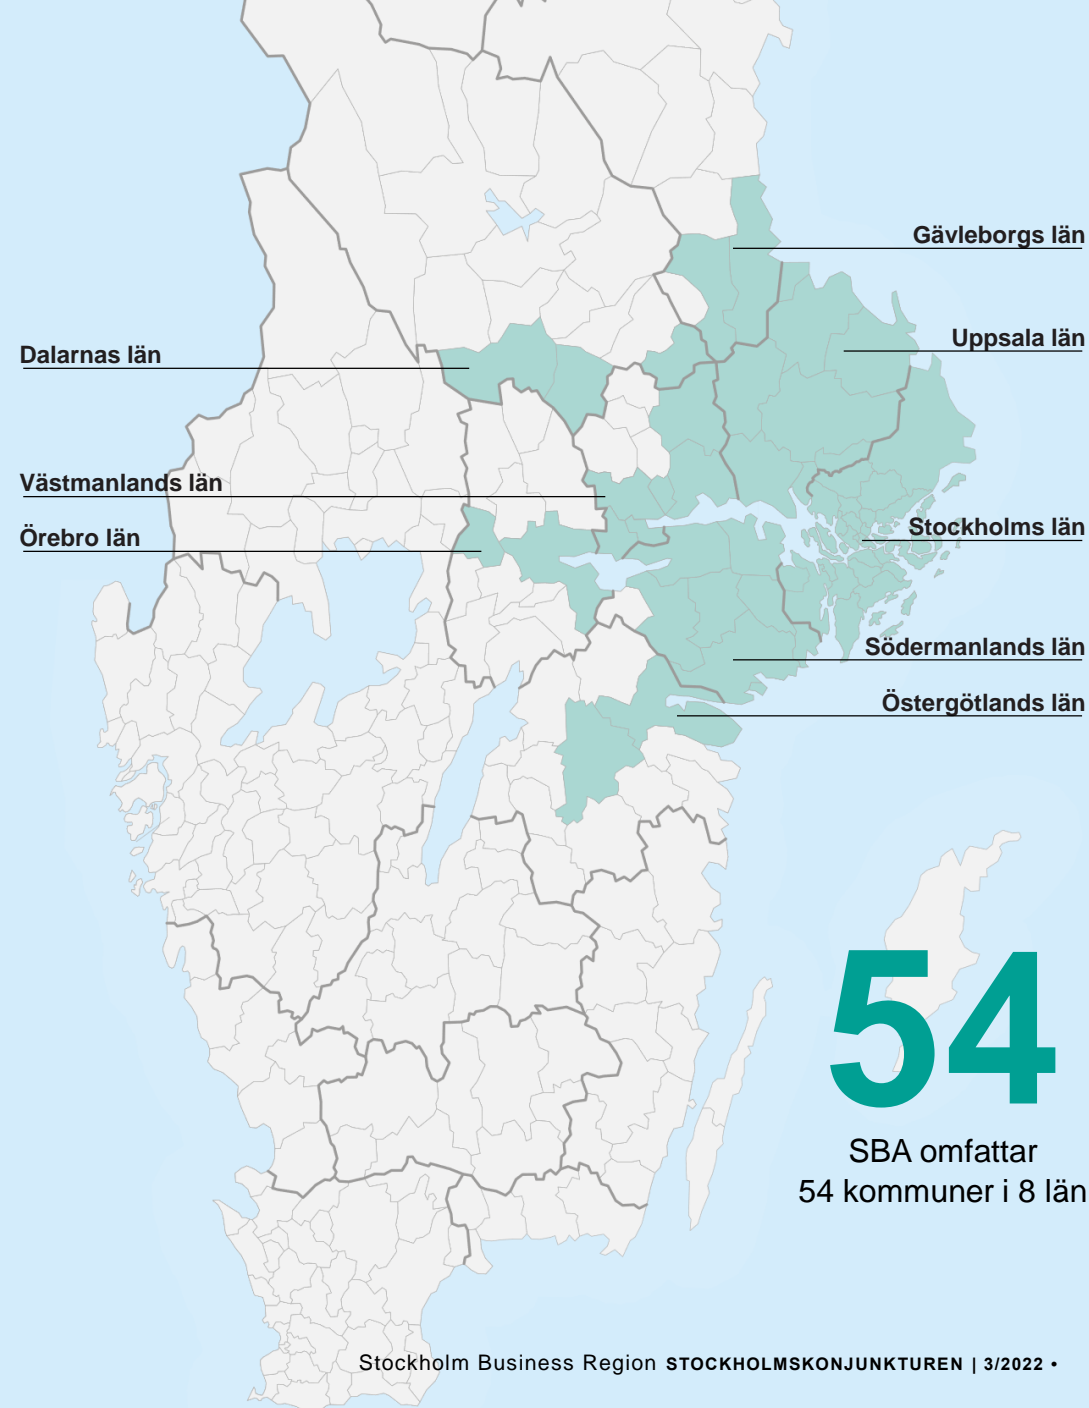 Gävleborgs län
Uppsala län
Dalarnas län
Västmanlands län
Stockholms län
Örebro län
Södermanlands län
Östergötlands län
54
SBA omfattar
54 kommuner i 8 län
Stockholm Business Region STOCKHOLMSKONJUNKTUREN | 3/2022 •